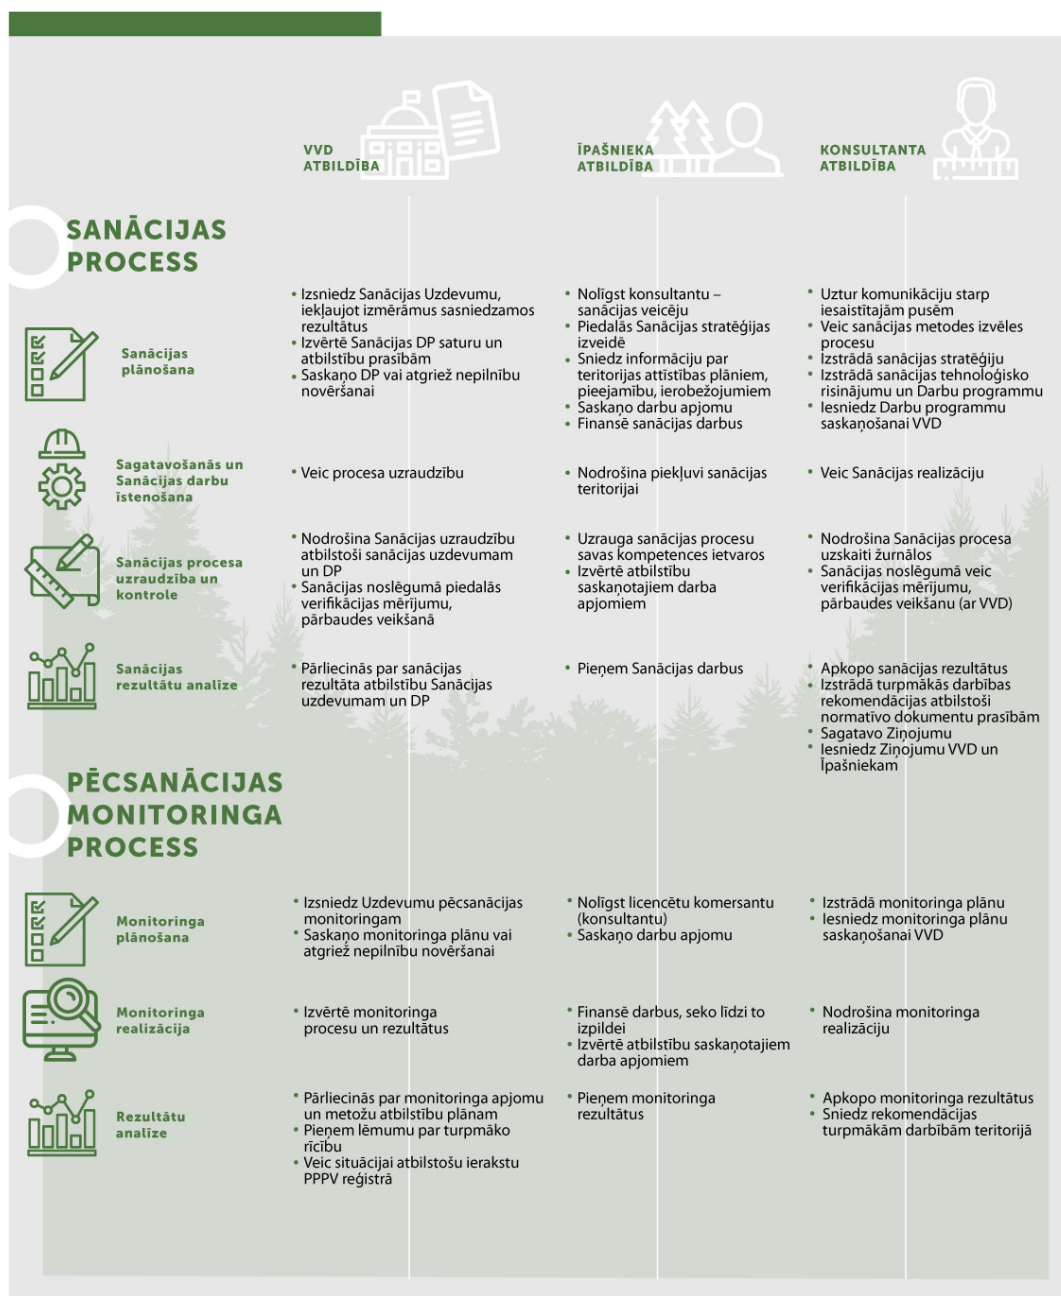 VVD
ATBILDĪBA
ĪPAŠNIEKA
ATBILDĪBA
KONSULTANTA
ATBILDĪBA
SANĀCIJAS
PROCESS
Sanācijas
plānošana
• Izsniedz Sanācijas Uzdevumu,
iekļaujot izmērāmus sasniedzamos
rezultātus
• Izvērtē Sanācijas DP saturu un
atbilstību prasībām
• Saskaņo DP vai atgriež nepilnību
novēršanai
• Nolīgst konsultantu –
sanācijas veicēju
• Piedalās Sanācijas stratēģijas
izveidē
• Sniedz informāciju par
teritorijas attīstības plāniem,
pieejamību, ierobežojumiem
• Saskaņo darbu apjomu
• Finansē sanācijas darbus
• Uztur komunikāciju starp
iesaistītajām pusēm
• Veic sanācijas metodes izvēles
procesu
• Izstrādā sanācijas stratēģiju
• Izstrādā sanācijas tehnoloģisko
risinājumu un Darbu programmu
• Iesniedz Darbu programmu
saskaņošanai VVD
Sagatavošanās un
Sanācijas darbu
īstenošana
• Veic procesa uzraudzību
• Nodrošina piekļuvi sanācijas
teritorijai
• Veic Sanācijas realizāciju
Sanācijas procesa
uzraudzība un
kontrole
• Nodrošina Sanācijas uzraudzību
atbilstoši sanācijas uzdevumam
un DP
• Sanācijas noslēgumā piedalās
verifikācijas mērījumu,
pārbaudes veikšanā
• Uzrauga Sanācijas procesu
savas kompetences ietvaros
• Izvērtē atbilstību
saskaņotajiem darba
apjomiem
• Nodrošina Sanācijas procesa
uzskaiti žurnālos
• Sanācijas noslēgumā veic
verifikācijas mērījumu,
pārbaudes veikšanu (ar VVD)
Sanācijas
rezultātu analīze
• Pārliecinās par sanācijas
rezultāta atbilstību Sanācijas
uzdevumam un DP
• Pieņem Sanācijas darbus
• Apkopo sanācijas rezultātus
• Izstrādā turpmākās darbības
rekomendācijas atbilstoši
normatīvo dokumentu prasībām
• Sagatavo Ziņojumu
• Iesniedz Ziņojumu VVD un
Īpašniekam
PĒCSANĀCIJAS
MONITORINGA
PROCESS
Monitoringa
plānošana
• Izsniedz Uzdevumu pēcsanācijas
monitoringam
• Saskaņo monitoringa plānu vai
atgriež nepilnību novēršanai
• Nolīgst licencētu komersantu
(konsultantu)
• Saskaņo darbu apjomu
• Izstrādā monitoringa plānu
• Iesniedz monitoringa plānu
saskaņošanai VVD
Monitoringa
realizācija
• Izvērtē monitoringa
procesu un rezultātus
• Finansē darbus, seko līdzi to
izpildei
• Izvērtē atbilstību saskaņotajiem
darba apjomiem
• Nodrošina monitoringa
realizāciju
Rezultātu
analīze
• Pārliecinās par monitoringa apjomu
un metožu atbilstību plānam
• Pieņem lēmumu par turpmāko
rīcību
• Veic situācijai atbilstošu ierakstu
PPPV reģistrā
• Pieņem monitoringa
rezultātus
• Apkopo monitoringa rezultātus
• Sniedz rekomendācijas
turpmākām darbībām teritorijā